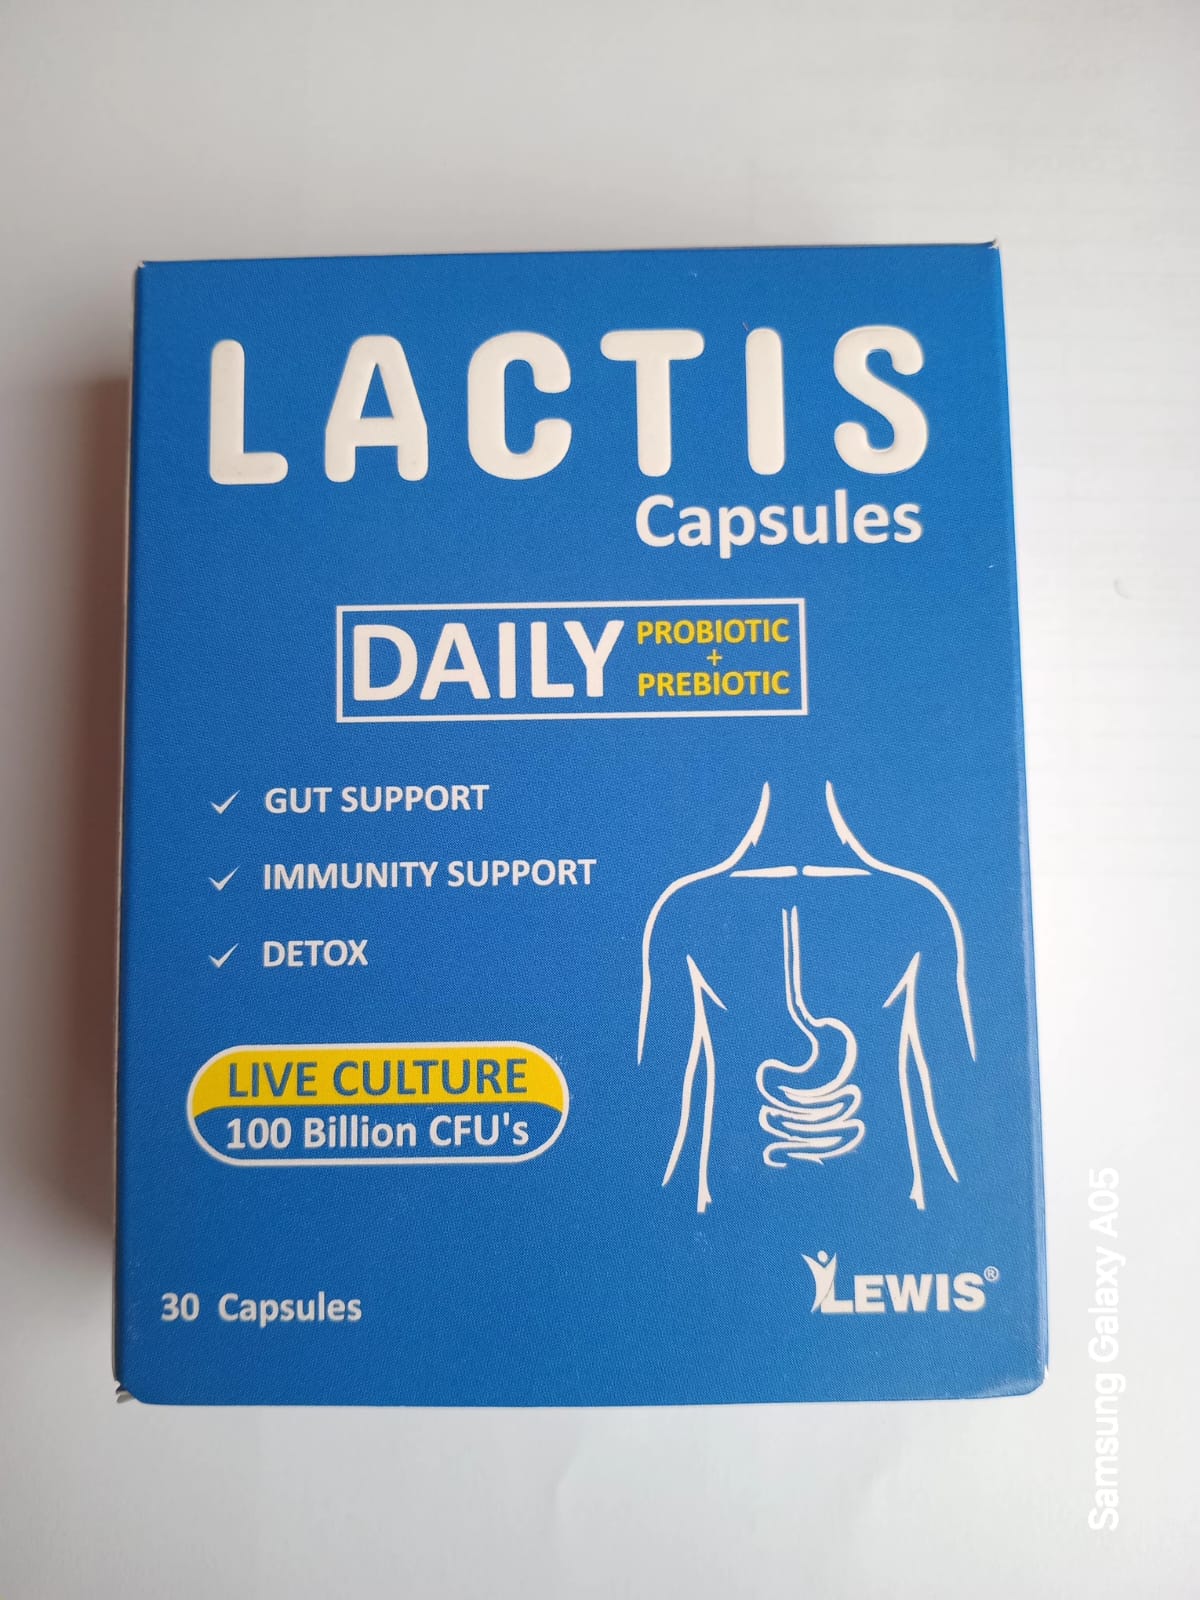 LACTIS
Capsules
DAILY PROBIOTIC
+
PREBIOTIC
✓ GUT SUPPORT
✓ IMMUNITY SUPPORT
✓ DETOX
LIVE CULTURE
100 Billion CFU's
30 Capsules
LEWIS®
Samsung Galaxy A05